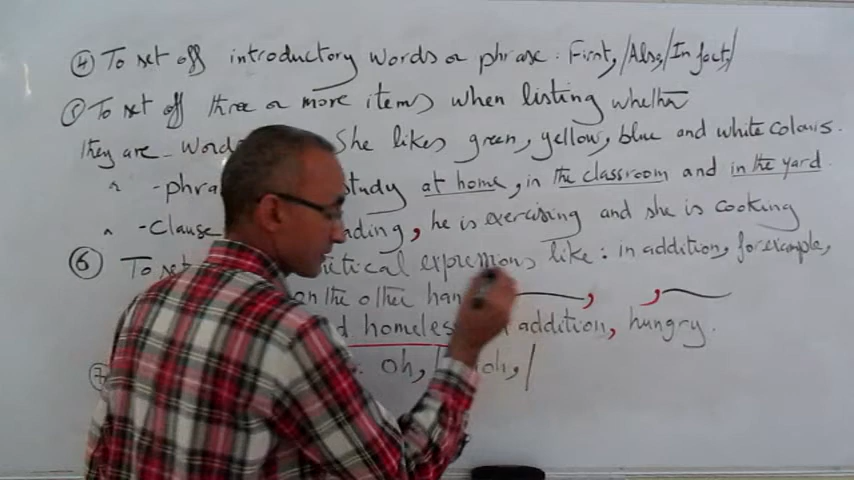 ④ To set off introductory words or phrase : First, / Also, / In fact, /
⑤ To set off three or more items when listing whether
they are - Word She likes green, yellow, blue and white colours.
" - phra study at home, in the classroom and in the yard.
" - Clause ading, he is exercising and she is cooking
⑥ To set etical expressions like : in addition, for example,
on the other han , ,
d homeles addition, hungry.
⑦ oh, / oh, /